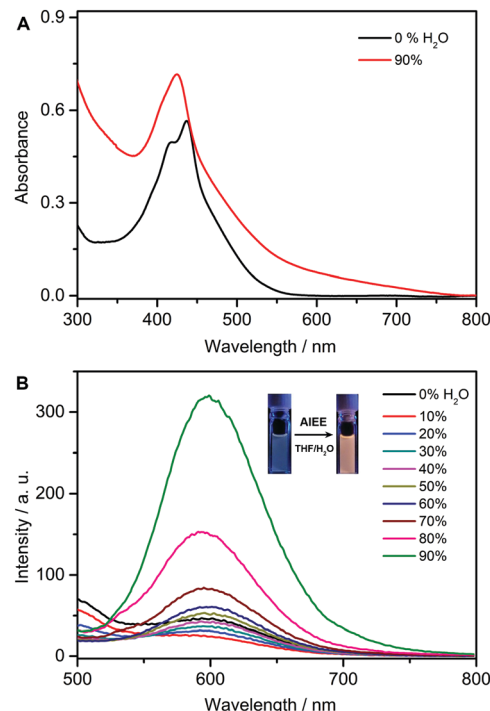 A
0.9
0.6
0.3
0.0
Absorbance
0 % H₂O
90%
300 400 500 600 700 800
Wavelength / nm
B
300
200
100
0
Intensity / a. u.
AIEE
THF/H₂O
0% H₂O
10%
20%
30%
40%
50%
60%
70%
80%
90%
500 600 700 800
Wavelength / nm